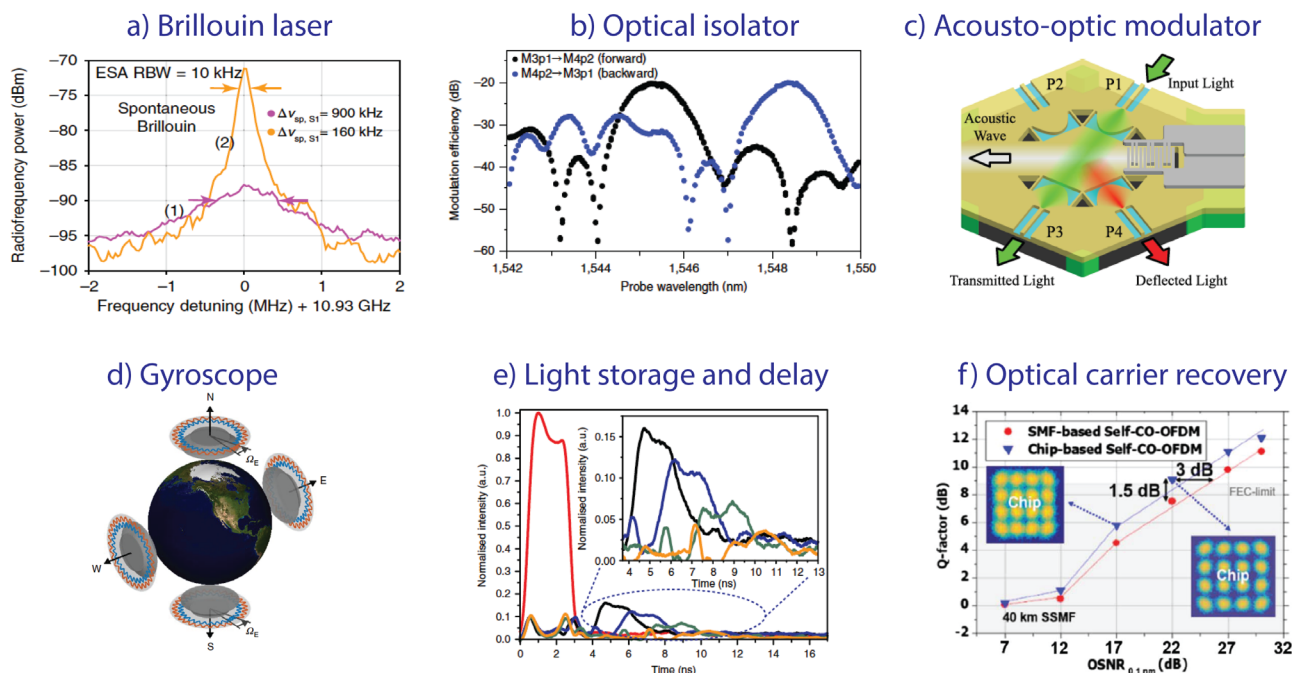 a) Brillouin laser
Radiofrequency power (dBm)
−70
−75
−80
−85
−90
−95
−100
ESA RBW = 10 kHz
Spontaneous
Brillouin
Δνsp, S1 = 900 kHz
Δνsp, S1 = 160 kHz
(2)
(1)
−2
−1
0
1
2
Frequency detuning (MHz) + 10.93 GHz
b) Optical isolator
M3p1→M4p2 (forward)
M4p2→M3p1 (backward)
Modulation efficiency (dB)
−20
−30
−40
−50
−60
1,542
1,544
1,546
1,548
1,550
Probe wavelength (nm)
c) Acousto-optic modulator
P2
P1
Input Light
Acoustic
Wave
P3
P4
Transmitted Light
Deflected Light
d) Gyroscope
N
ΩE
E
W
ΩE
S
e) Light storage and delay
Normalised intensity (a.u.)
1.0
0.9
0.8
0.7
0.6
0.5
0.4
0.3
0.2
0.1
0
0
2
4
6
8
10
12
14
16
Time (ns)
Normalised intensity (a.u.)
0.15
0.10
0.05
0.00
4
5
6
7
8
9
10
11
12
13
Time (ns)
f) Optical carrier recovery
Q-factor (dB)
14
12
10
8
6
4
2
0
-2
SMF-based Self-CO-OFDM
Chip-based Self-CO-OFDM
3 dB
1.5 dB
FEC-limit
Chip
Chip
40 km SSMF
7
12
17
22
27
32
OSNR0.1 nm (dB)